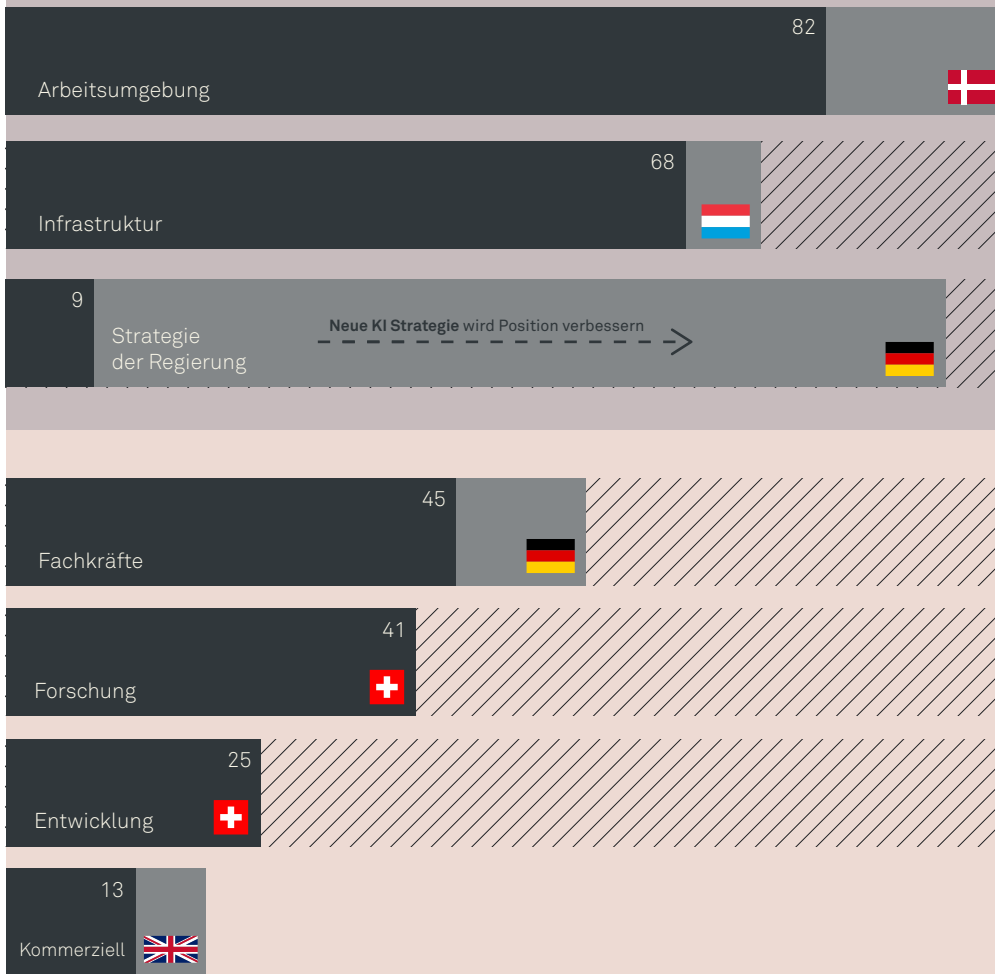 82
Arbeitsumgebung
68
Infrastruktur
9
Strategie
der Regierung
Neue KI Strategie wird Position verbessern
45
Fachkräfte
41
Forschung
25
Entwicklung
13
Kommerziell